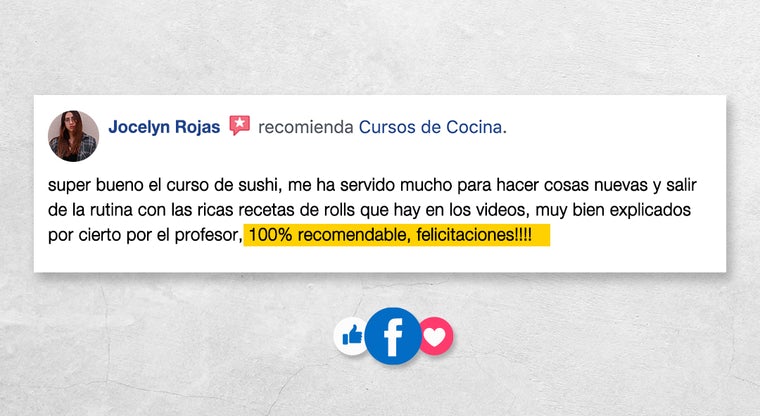 Jocelyn Rojas recomienda Cursos de Cocina.
super bueno el curso de sushi, me ha servido mucho para hacer cosas nuevas y salir
de la rutina con las ricas recetas de rolls que hay en los videos, muy bien explicados
por cierto por el profesor, 100% recomendable, felicitaciones!!!!
f